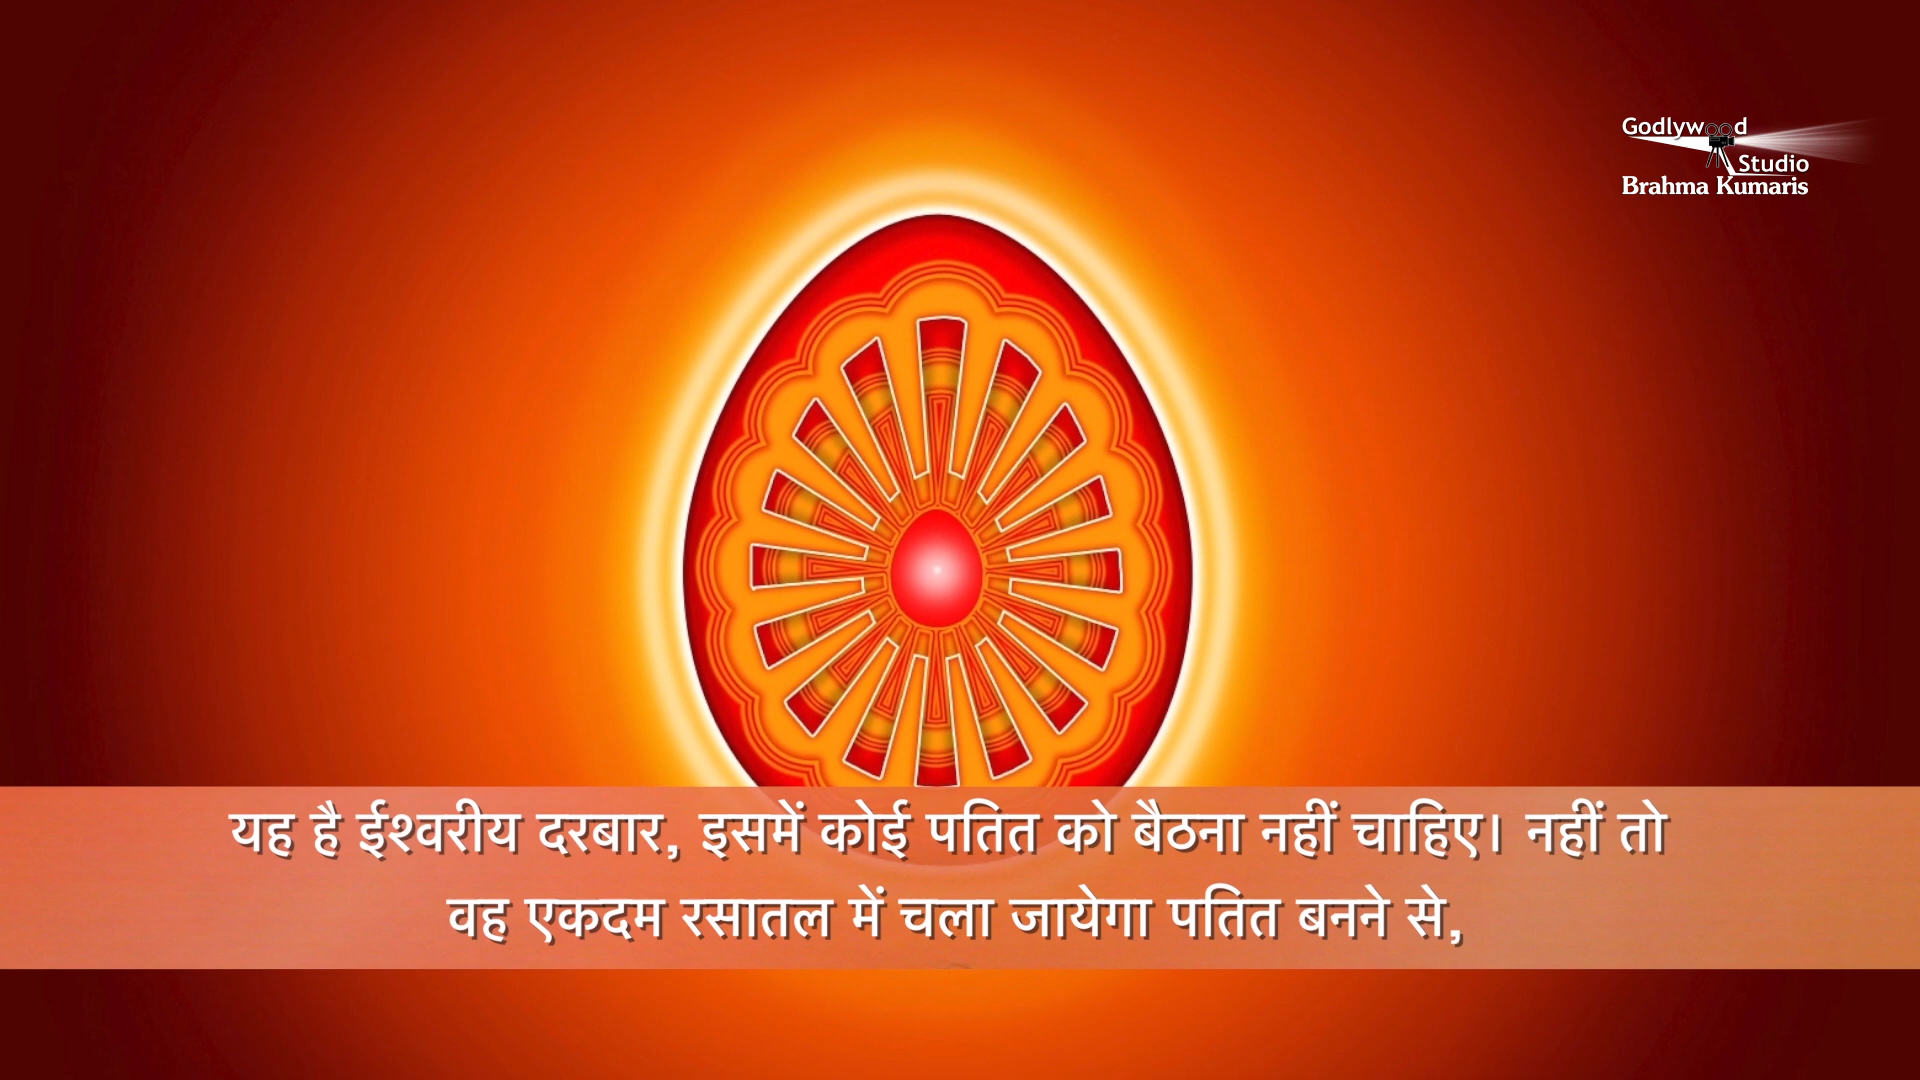 Godlywood
Studio
Brahma Kumaris
यह है ईश्वरीय दरबार, इसमें कोई पतित को बैठना नहीं चाहिए। नहीं तो
वह एकदम रसातल में चला जायेगा पतित बनने से,